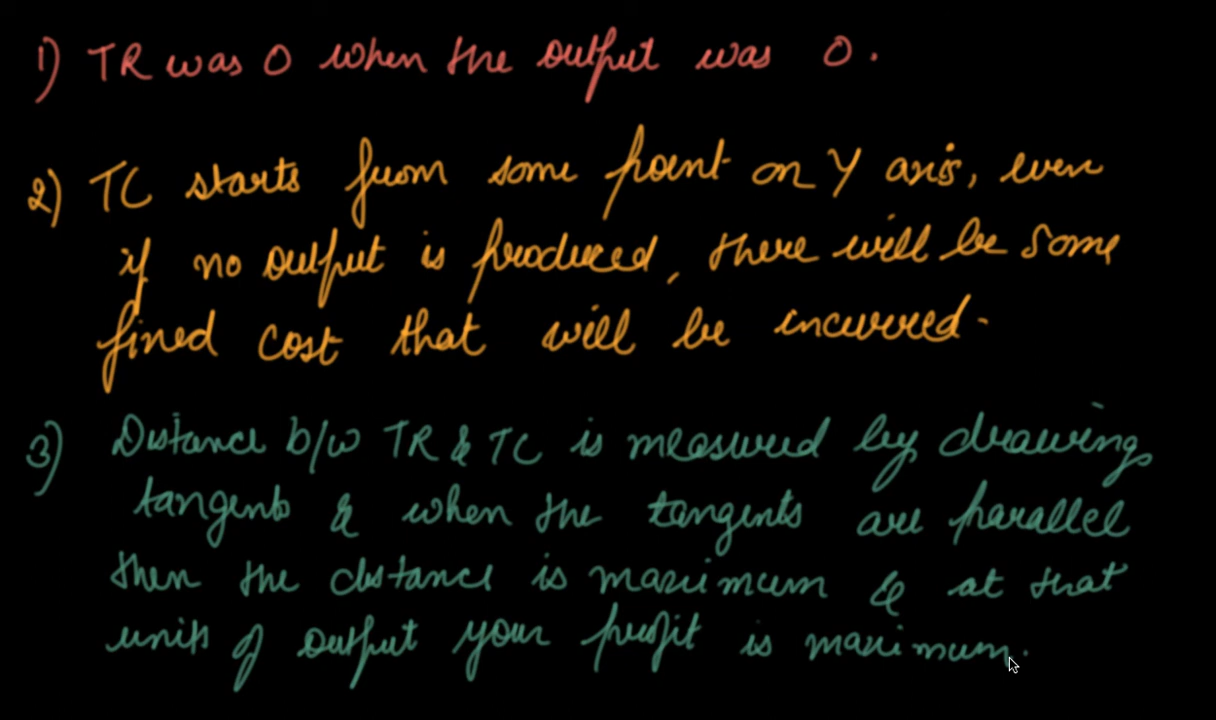 1) TR was 0 when the output was 0.
2) TC starts from some point on Y axis, even
if no output is produced, there will be some
fixed cost that will be incurred.
3) Distance b/w TR & TC is measured by drawing
tangents & when the tangents are parallel
then the distance is maximum & at that
units of output your profit is maximum.